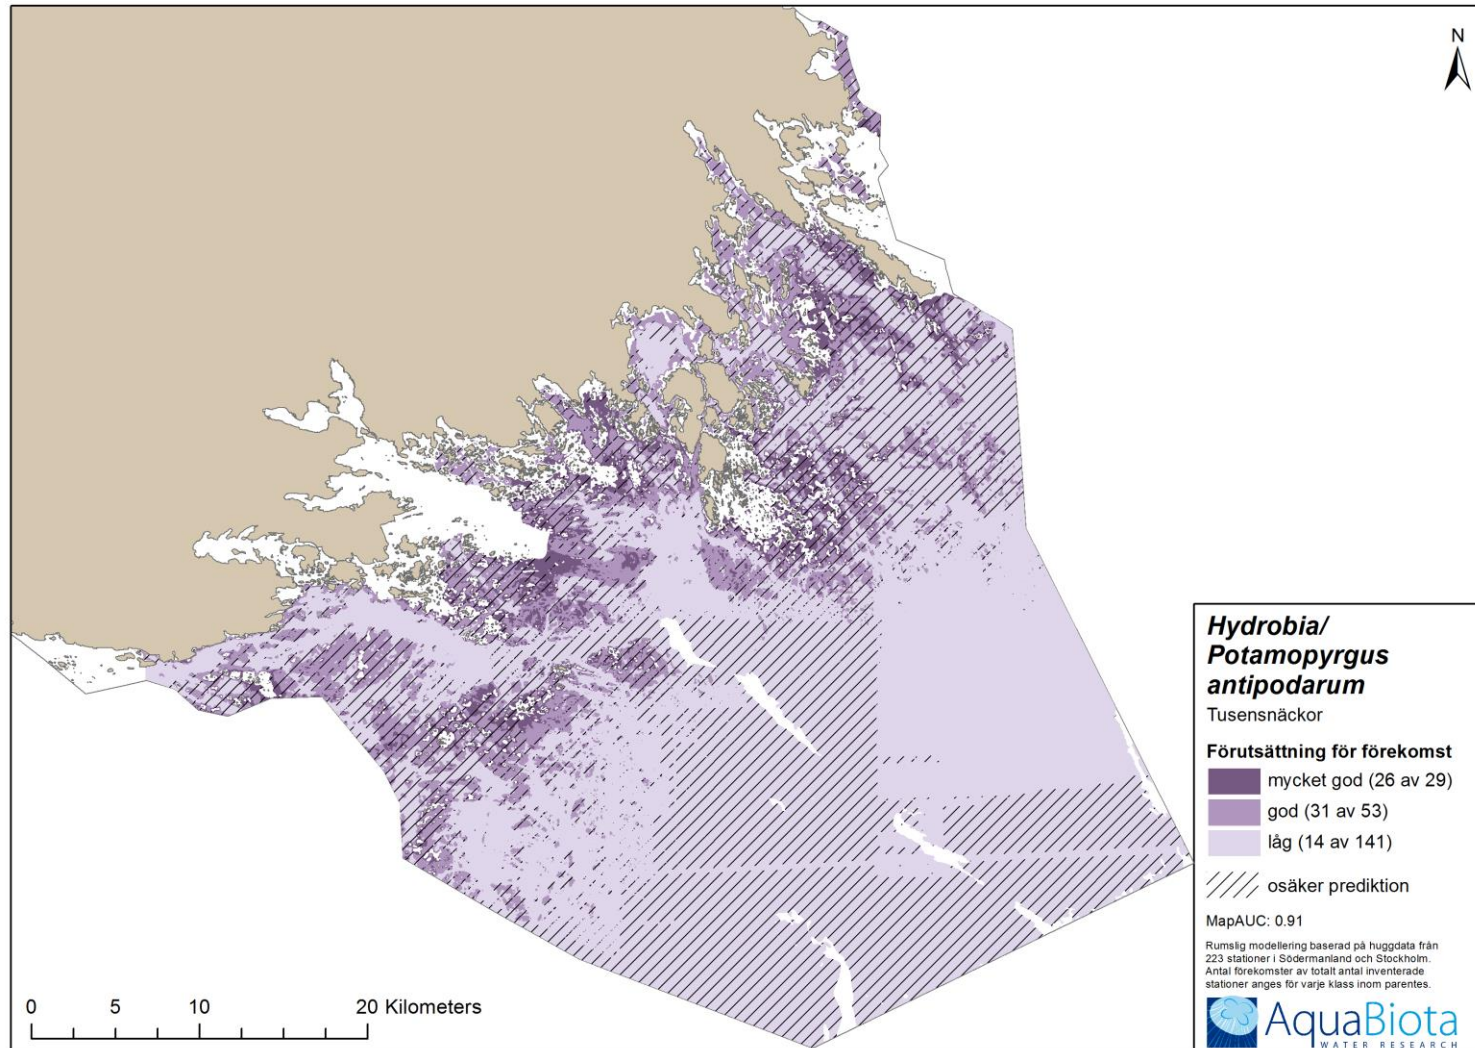 N
Hydrobia/
Potamopyrgus
antipodarum
Tusensnäckor
Förutsättning för förekomst
mycket god (26 av 29)
god (31 av 53)
låg (14 av 141)
osäker prediktion
MapAUC: 0.91
Rumslig modellering baserad på huggdata från
223 stationer i Södermanland och Stockholm.
Antal förekomster av totalt antal inventerade
stationer anges för varje klass inom parentes.
AquaBiota
WATER RESEARCH
0 5 10 20 Kilometers